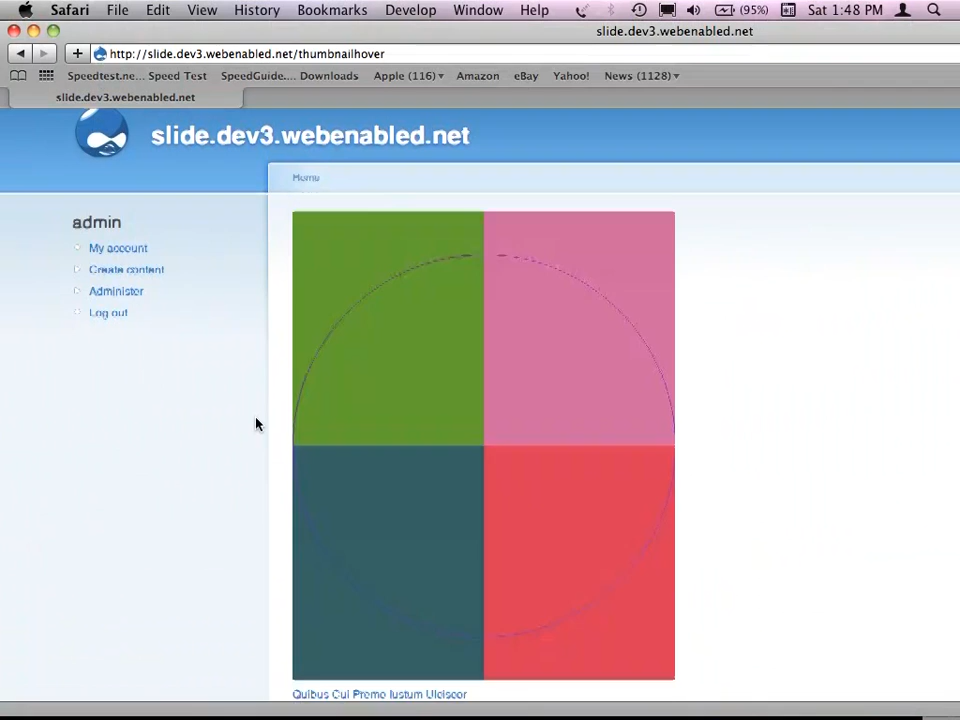 Safari File Edit View History Bookmarks Develop Window Help (95%) Sat 1:48 PM
slide.dev3.webenabled.net
http://slide.dev3.webenabled.net/thumbnailhover
Speedtest.ne... Speed Test SpeedGuide.... Downloads Apple (116) Amazon eBay Yahoo! News (1128)
slide.dev3.webenabled.net
slide.dev3.webenabled.net
Home
admin
My account
Create content
Administer
Log out
Quibus Cui Premo Iustum Ulciscor